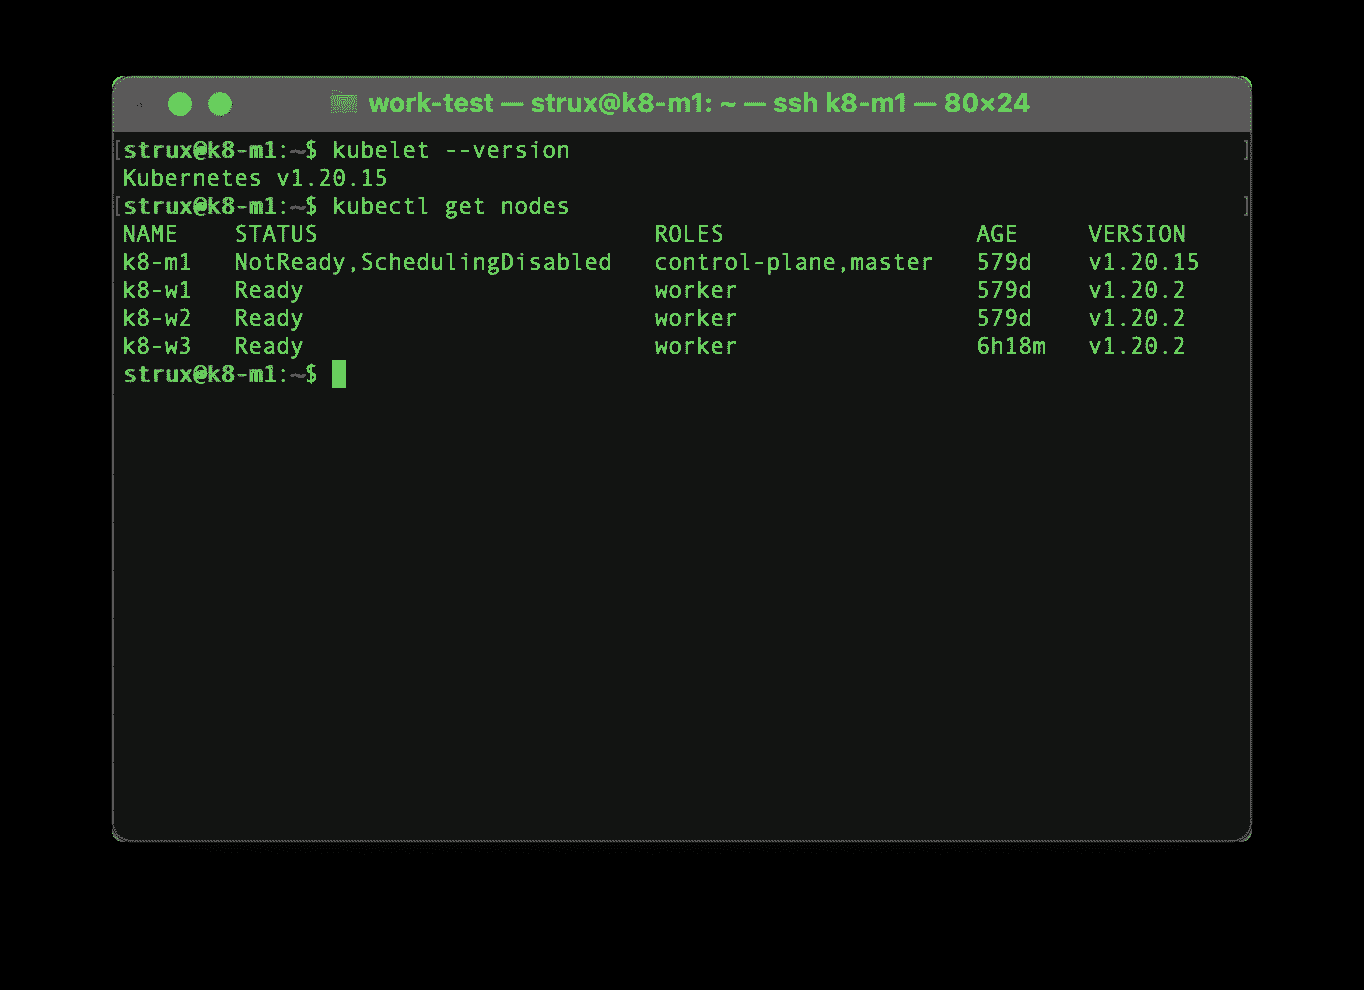 work-test — strux@k8-m1: ~ — ssh k8-m1 — 80×24
[strux@k8-m1:~$ kubelet --version ]
Kubernetes v1.20.15
[strux@k8-m1:~$ kubectl get nodes ]
NAME STATUS ROLES AGE VERSION
k8-m1 NotReady,SchedulingDisabled control-plane,master 579d v1.20.15
k8-w1 Ready worker 579d v1.20.2
k8-w2 Ready worker 579d v1.20.2
k8-w3 Ready worker 6h18m v1.20.2
strux@k8-m1:~$